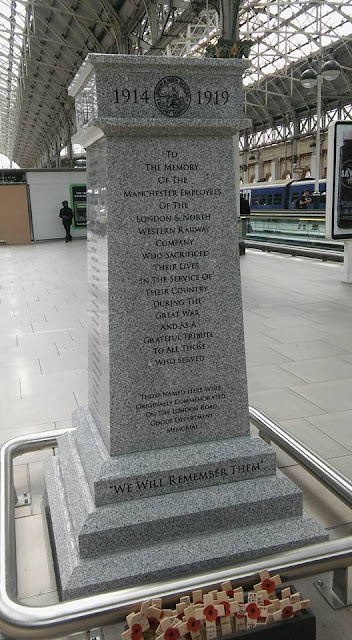 1914 1919
TO
THE MEMORY
OF THE
MANCHESTER EMPLOYEES
OF THE
LONDON & NORTH
WESTERN RAILWAY
COMPANY
WHO SACRIFICED
THEIR LIVES
IN THE SERVICE OF
THEIR COUNTRY
DURING THE
GREAT WAR
AND AS A
GRATEFUL TRIBUTE
TO ALL THOSE
WHO SERVED
THOSE NAMED HERE WERE
ORIGINALLY COMMEMORATED
ON THE LONDON ROAD
GOODS DEPARTMENT
MEMORIAL
"WE WILL REMEMBER THEM"